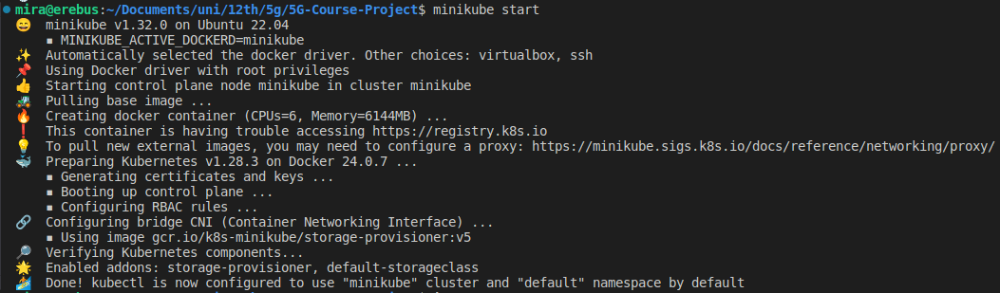 mira@erebus:~/Documents/uni/12th/5g/5G-Course-Project$ minikube start
😄 minikube v1.32.0 on Ubuntu 22.04
▪ MINIKUBE_ACTIVE_DOCKERD=minikube
✨ Automatically selected the docker driver. Other choices: virtualbox, ssh
📌 Using Docker driver with root privileges
👍 Starting control plane node minikube in cluster minikube
🚜 Pulling base image ...
🔥 Creating docker container (CPUs=6, Memory=6144MB) ...
❗ This container is having trouble accessing https://registry.k8s.io
💡 To pull new external images, you may need to configure a proxy: https://minikube.sigs.k8s.io/docs/reference/networking/proxy/
🐳 Preparing Kubernetes v1.28.3 on Docker 24.0.7 ...
▪ Generating certificates and keys ...
▪ Booting up control plane ...
▪ Configuring RBAC rules ...
🔗 Configuring bridge CNI (Container Networking Interface) ...
▪ Using image gcr.io/k8s-minikube/storage-provisioner:v5
🔎 Verifying Kubernetes components...
🌟 Enabled addons: storage-provisioner, default-storageclass
🏄 Done! kubectl is now configured to use "minikube" cluster and "default" namespace by default